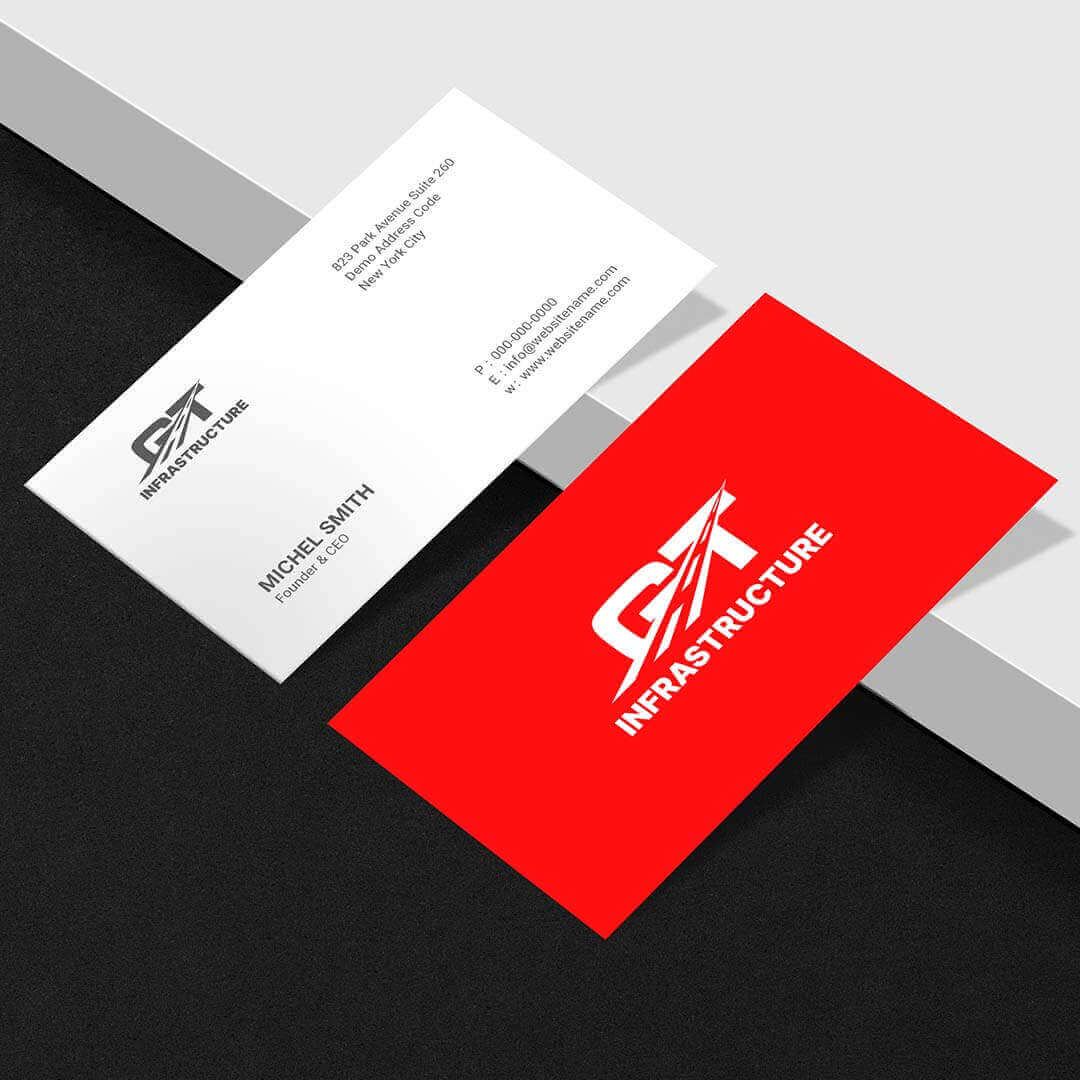 823 Park Avenue Suite 260
Demo Address Code
New York City
P : 000-000-0000
E : info@websitename.com
w : www.websitename.com
GT
INFRASTRUCTURE
MICHEL SMITH
Founder & CEO
GT
INFRASTRUCTURE